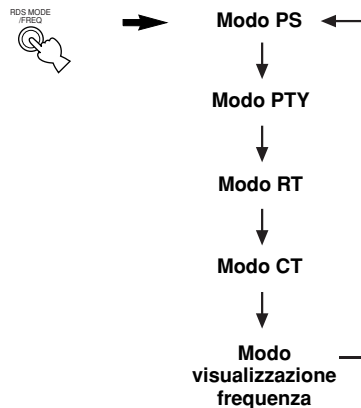 RDS MODE
/FREQ
Modo PS
Modo PTY
Modo RT
Modo CT
Modo
visualizzazione
frequenza